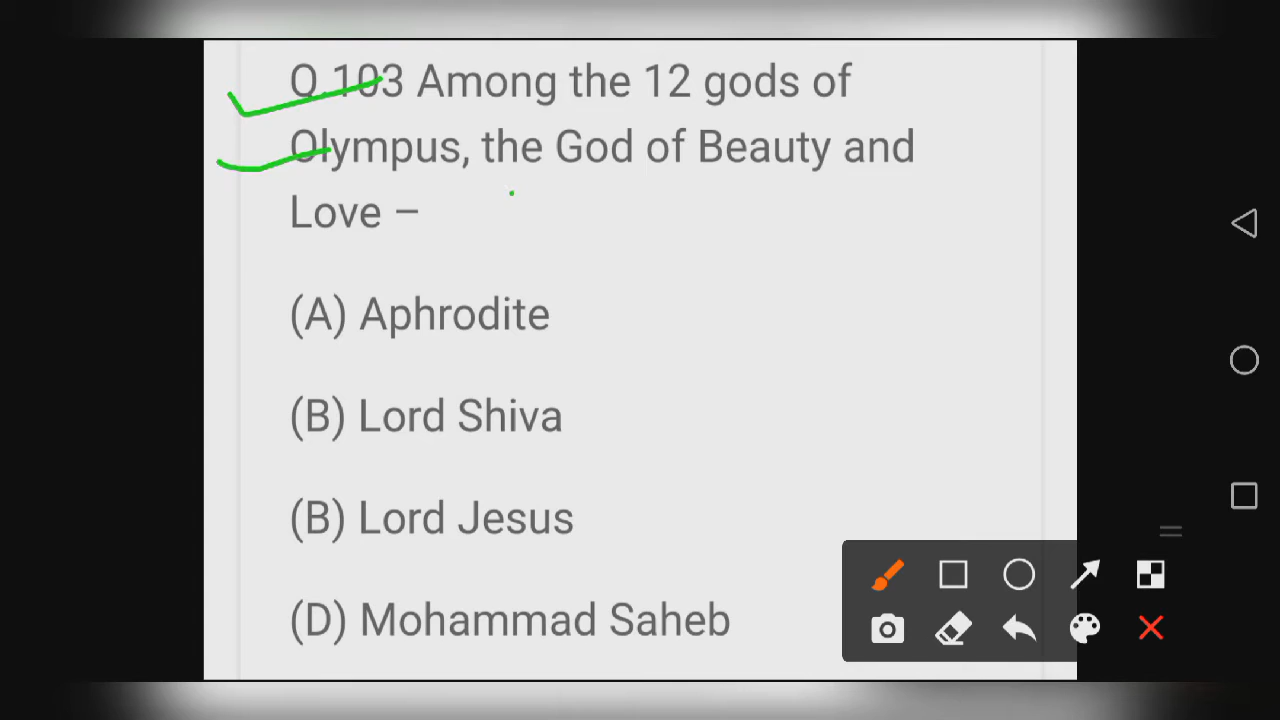 Q.103 Among the 12 gods of
Olympus, the God of Beauty and
Love –
(A) Aphrodite
(B) Lord Shiva
(B) Lord Jesus
(D) Mohammad Saheb